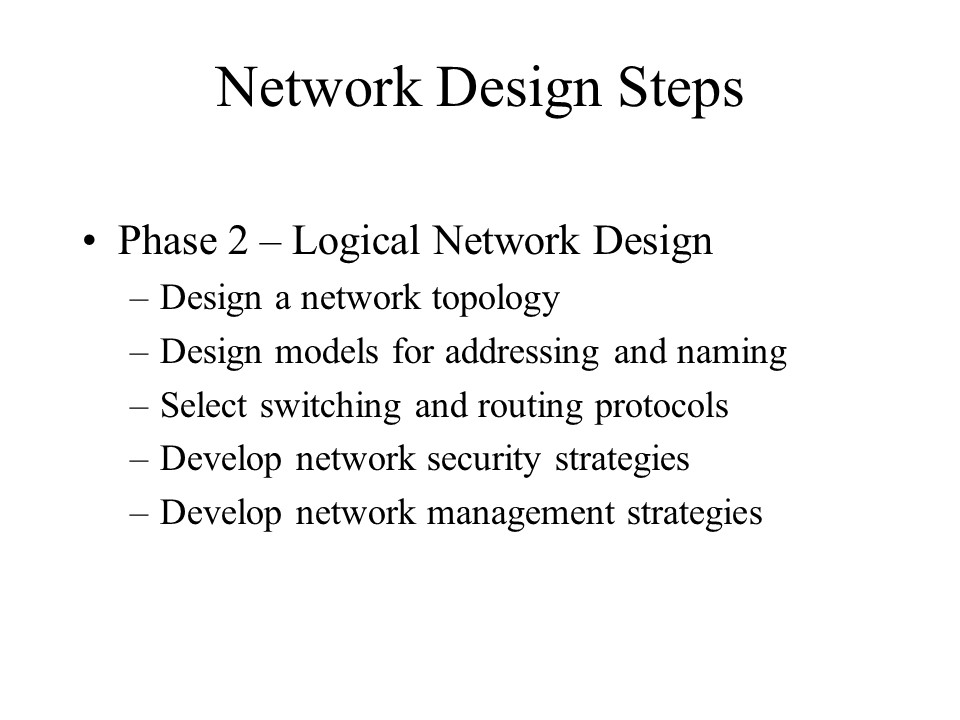 Network Design Steps
• Phase 2 – Logical Network Design
– Design a network topology
– Design models for addressing and naming
– Select switching and routing protocols
– Develop network security strategies
– Develop network management strategies